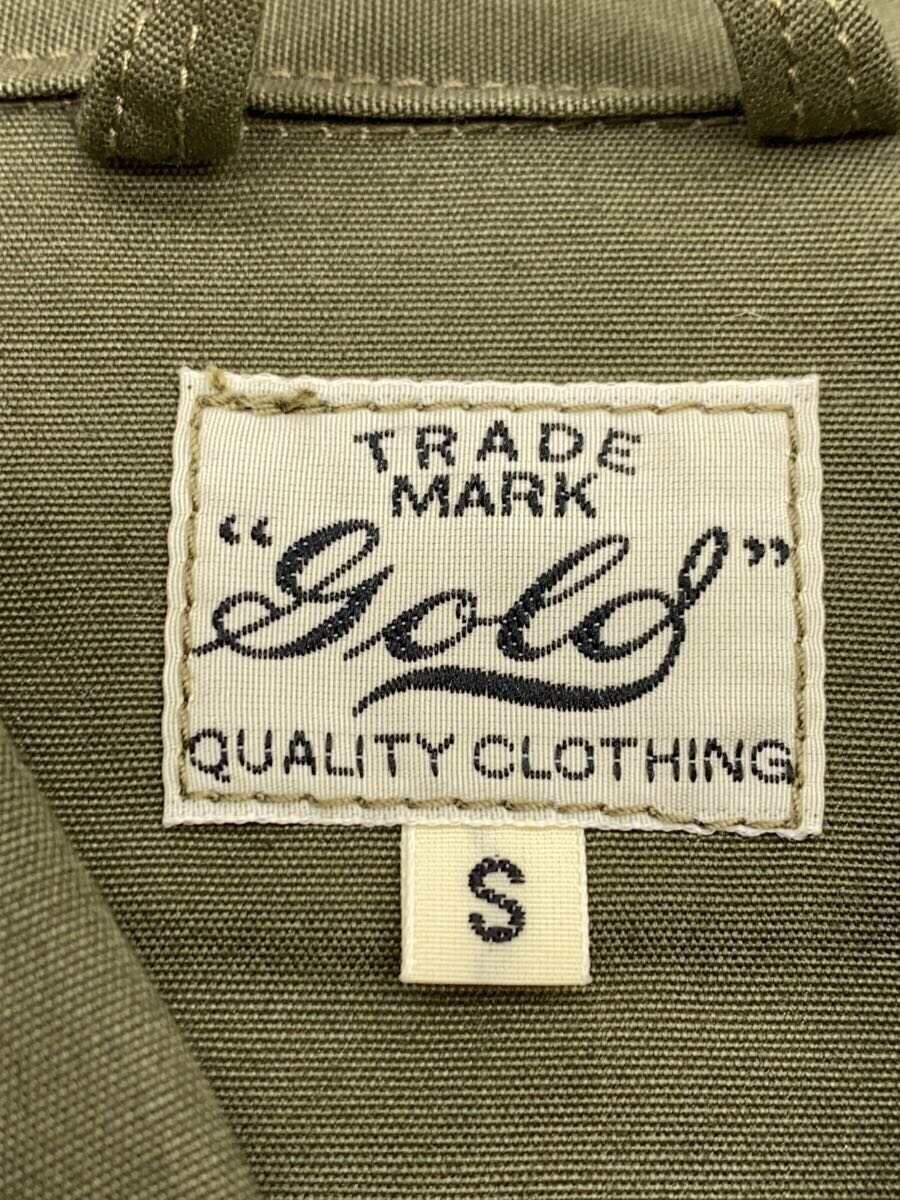 TRADE
MARK
“Gold”
QUALITY CLOTHING
S